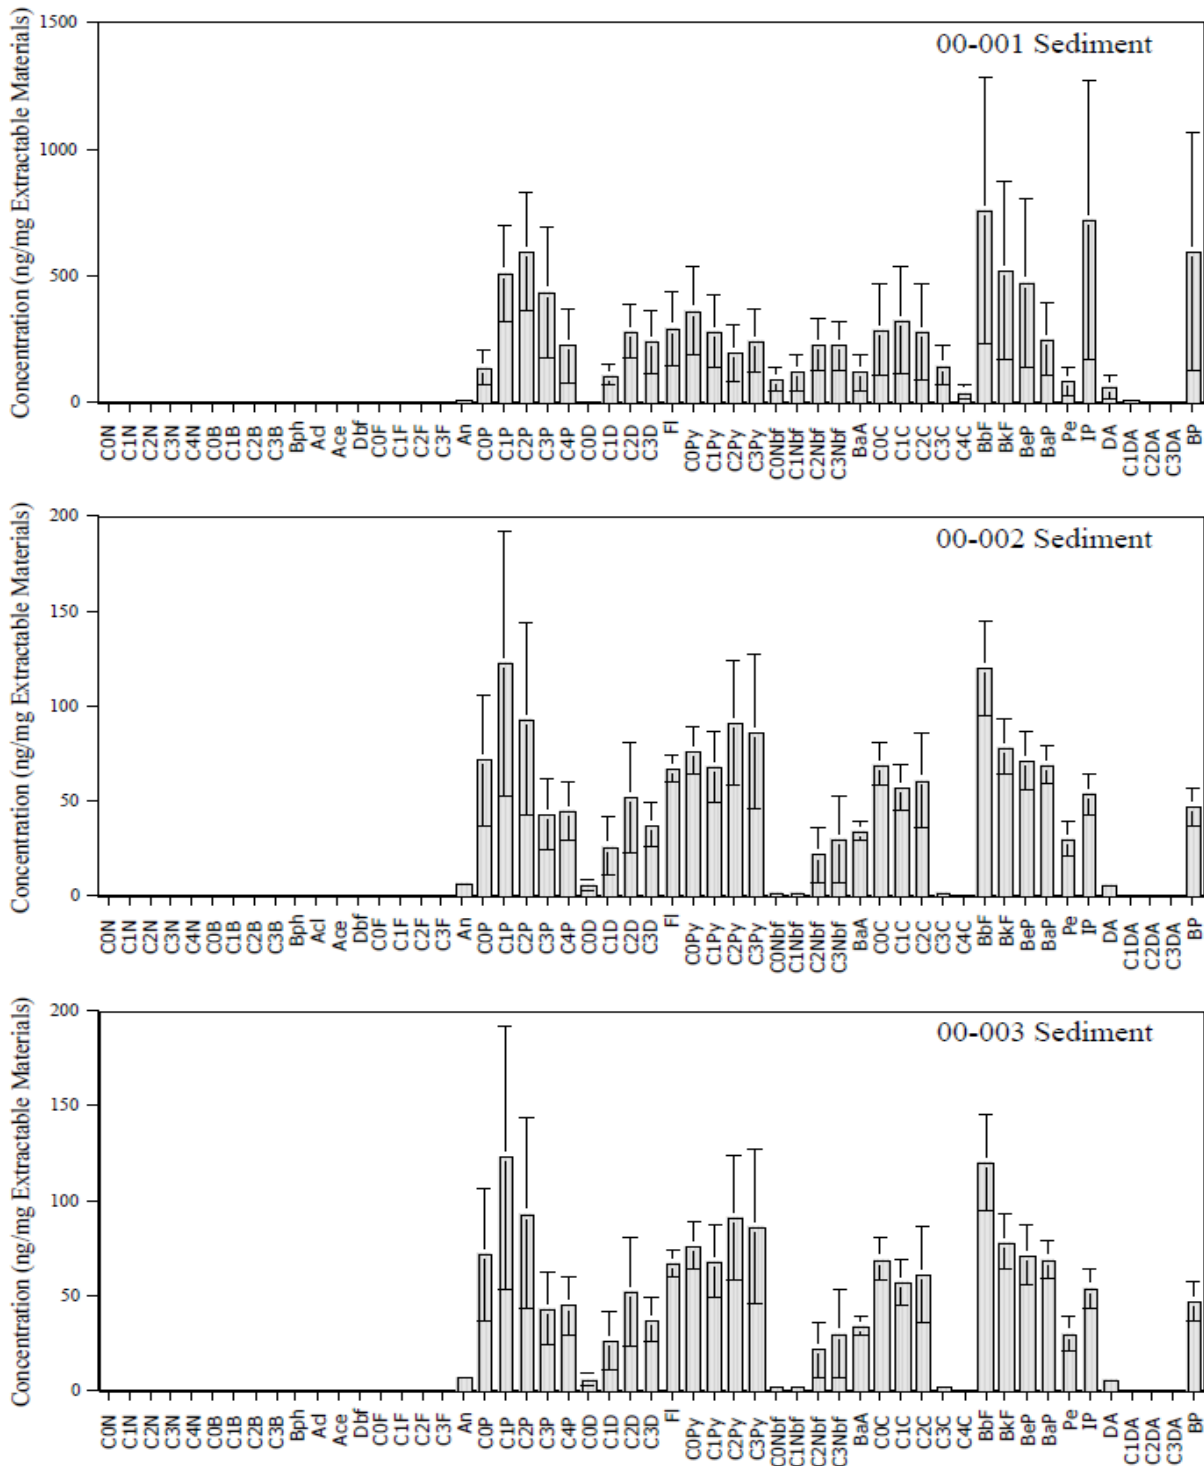 Concentration (ng/mg Extractable Materials)
1500
1000
500
0
00-001 Sediment
C0N C1N C2N C3N C4N C0B C1B C2B C3B Bph Acl Ace Dbf C0F C1F C2F C3F An C0P C1P C2P C3P C4P C0D C1D C2D C3D Fl C0Py C1Py C2Py C3Py C0Nbf C1Nbf C2Nbf C3Nbf BaA C0C C1C C2C C3C C4C BbF BkF BeP BaP Pe IP DA C1DA C2DA C3DA BP
Concentration (ng/mg Extractable Materials)
200
150
100
50
0
00-002 Sediment
C0N C1N C2N C3N C4N C0B C1B C2B C3B Bph Acl Ace Dbf C0F C1F C2F C3F An C0P C1P C2P C3P C4P C0D C1D C2D C3D Fl C0Py C1Py C2Py C3Py C0Nbf C1Nbf C2Nbf C3Nbf BaA C0C C1C C2C C3C C4C BbF BkF BeP BaP Pe IP DA C1DA C2DA C3DA BP
Concentration (ng/mg Extractable Materials)
200
150
100
50
0
00-003 Sediment
C0N C1N C2N C3N C4N C0B C1B C2B C3B Bph Acl Ace Dbf C0F C1F C2F C3F An C0P C1P C2P C3P C4P C0D C1D C2D C3D Fl C0Py C1Py C2Py C3Py C0Nbf C1Nbf C2Nbf C3Nbf BaA C0C C1C C2C C3C C4C BbF BkF BeP BaP Pe IP DA C1DA C2DA C3DA BP